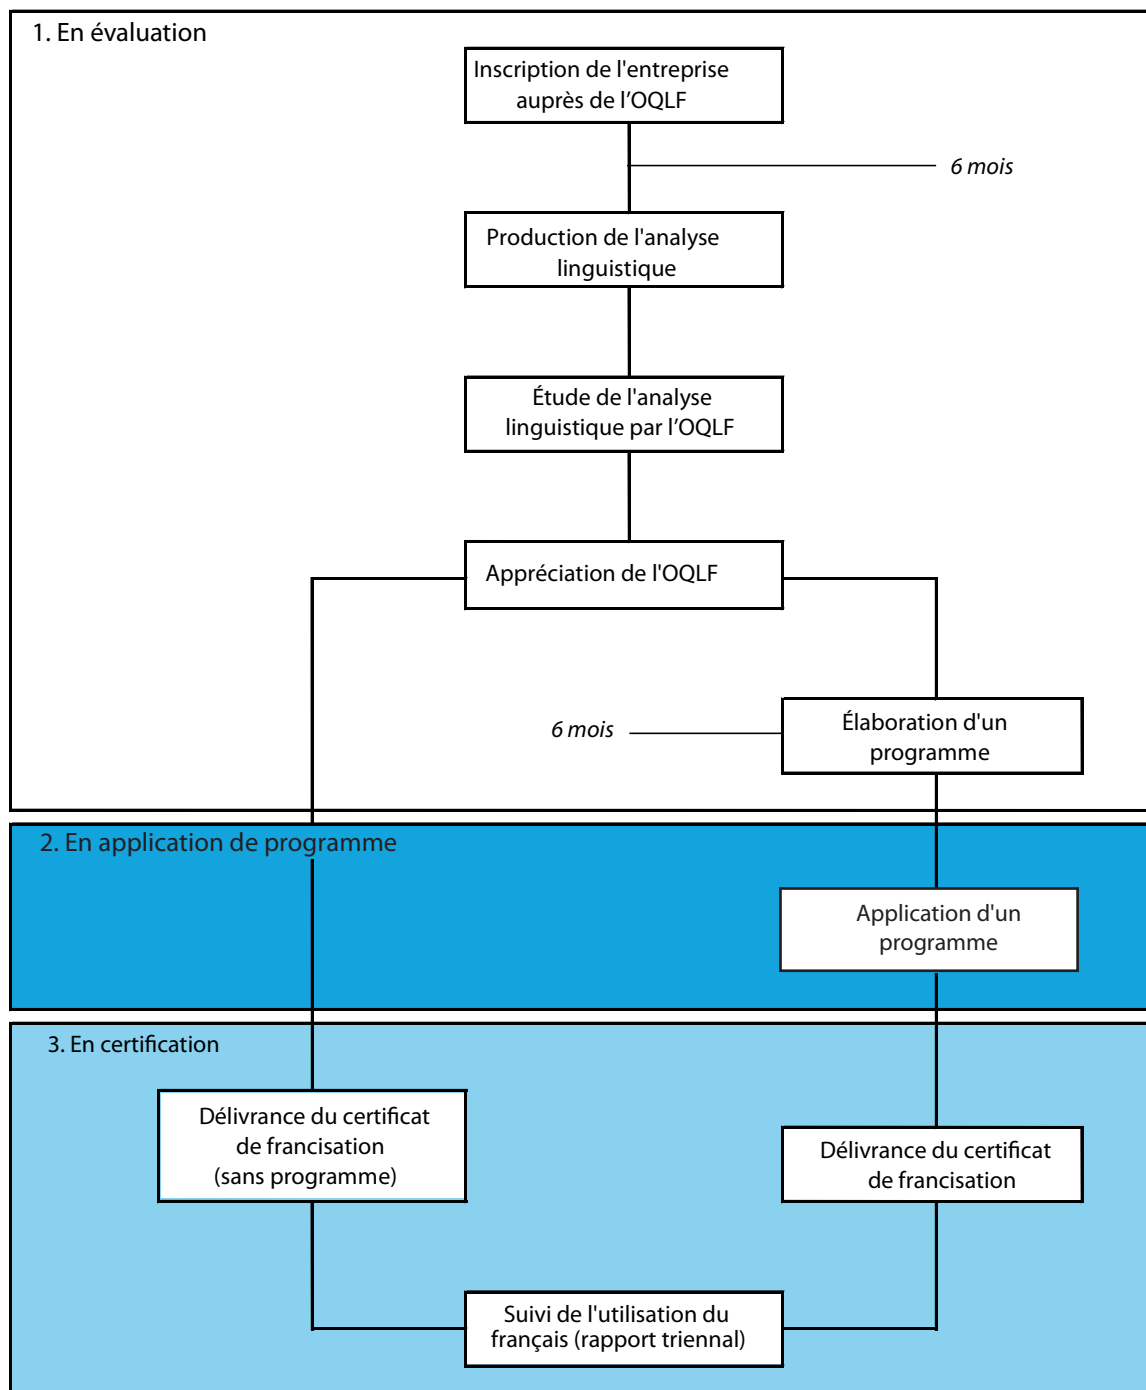 1. En évaluation
Inscription de l'entreprise
auprès de l’OQLF
6 mois
Production de l'analyse
linguistique
Étude de l'analyse
linguistique par l’OQLF
Appréciation de l'OQLF
6 mois
Élaboration d'un
programme
2. En application de programme
Application d'un
programme
3. En certification
Délivrance du certificat
de francisation
(sans programme)
Délivrance du certificat
de francisation
Suivi de l'utilisation du
français (rapport triennal)